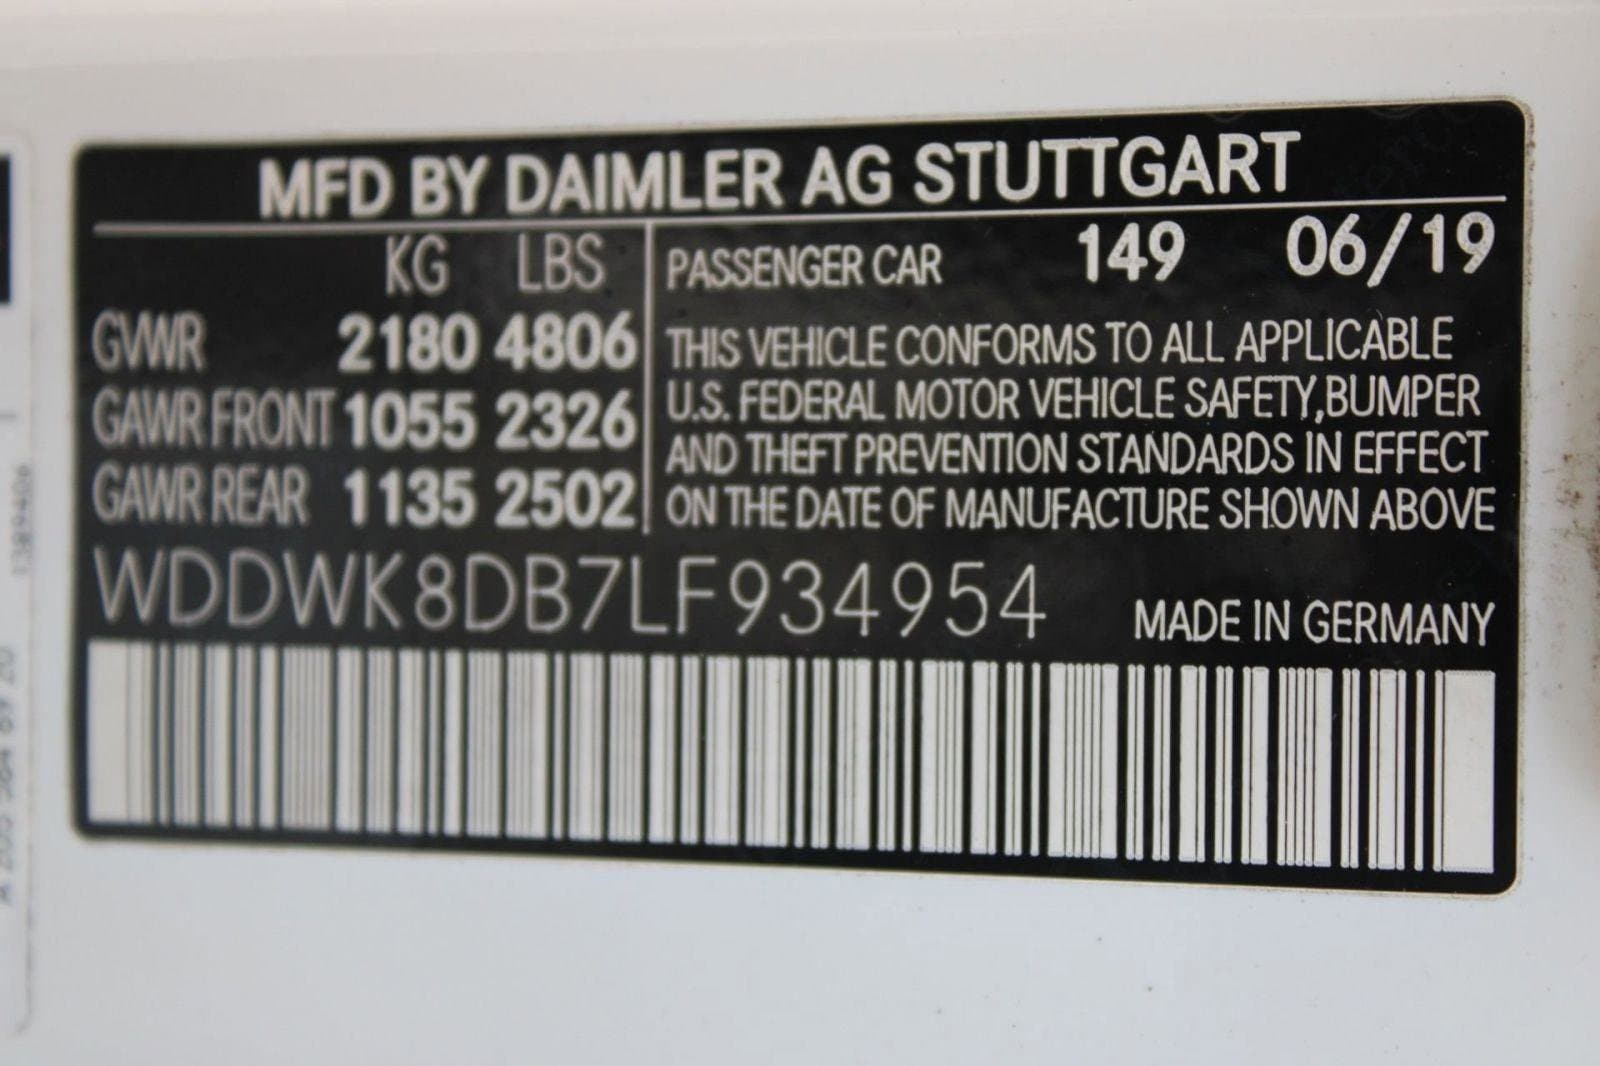 MFD BY DAIMLER AG STUTTGART
KG LBS
GVWR 2180 4806
GAWR FRONT 1055 2326
GAWR REAR 1135 2502
PASSENGER CAR 149 06/19
THIS VEHICLE CONFORMS TO ALL APPLICABLE
U.S. FEDERAL MOTOR VEHICLE SAFETY,BUMPER
AND THEFT PREVENTION STANDARDS IN EFFECT
ON THE DATE OF MANUFACTURE SHOWN ABOVE
WDDWK8DB7LF934954
MADE IN GERMANY